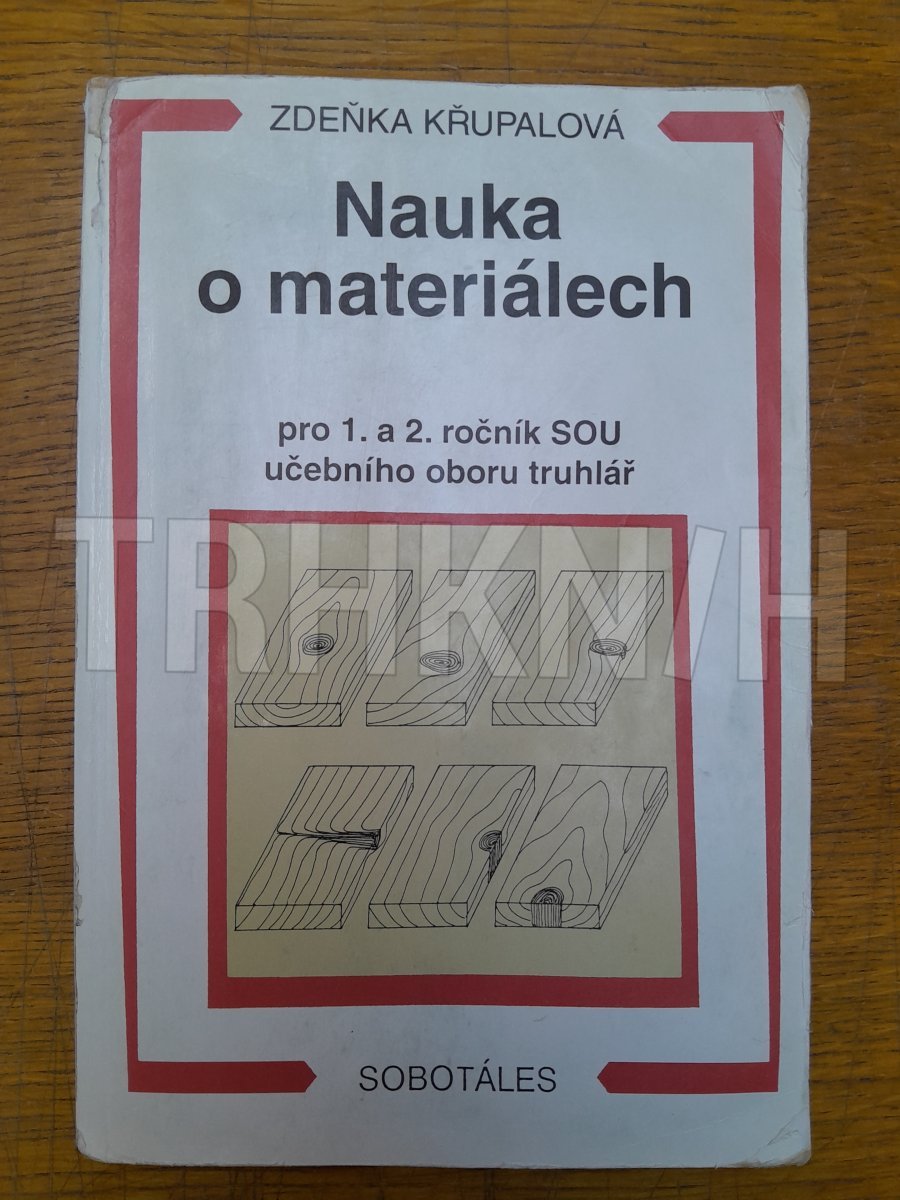 ZDEŇKA KŘUPALOVÁ
Nauka
o materiálech
pro 1. a 2. ročník SOU
učebního oboru truhlář
TRHKNIH
SOBOTÁLES